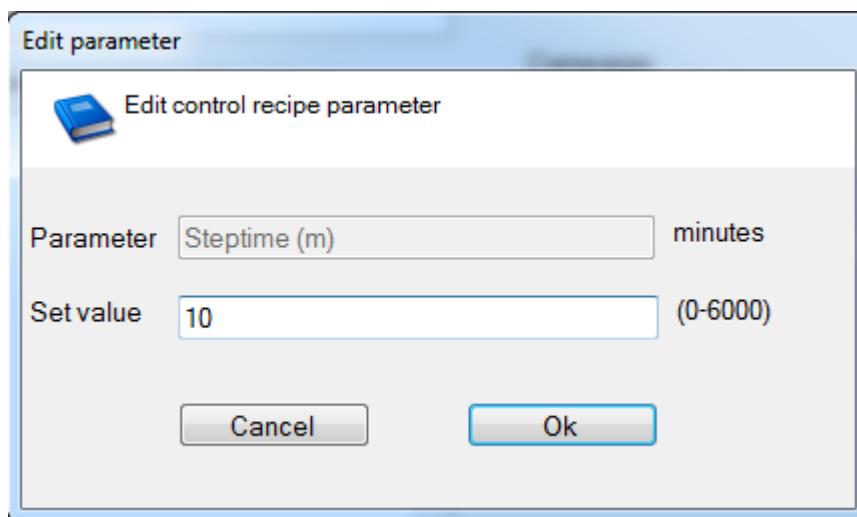 Edit parameter
Edit control recipe parameter
Parameter Steptime (m) minutes
Set value 10 (0-6000)
Cancel Ok